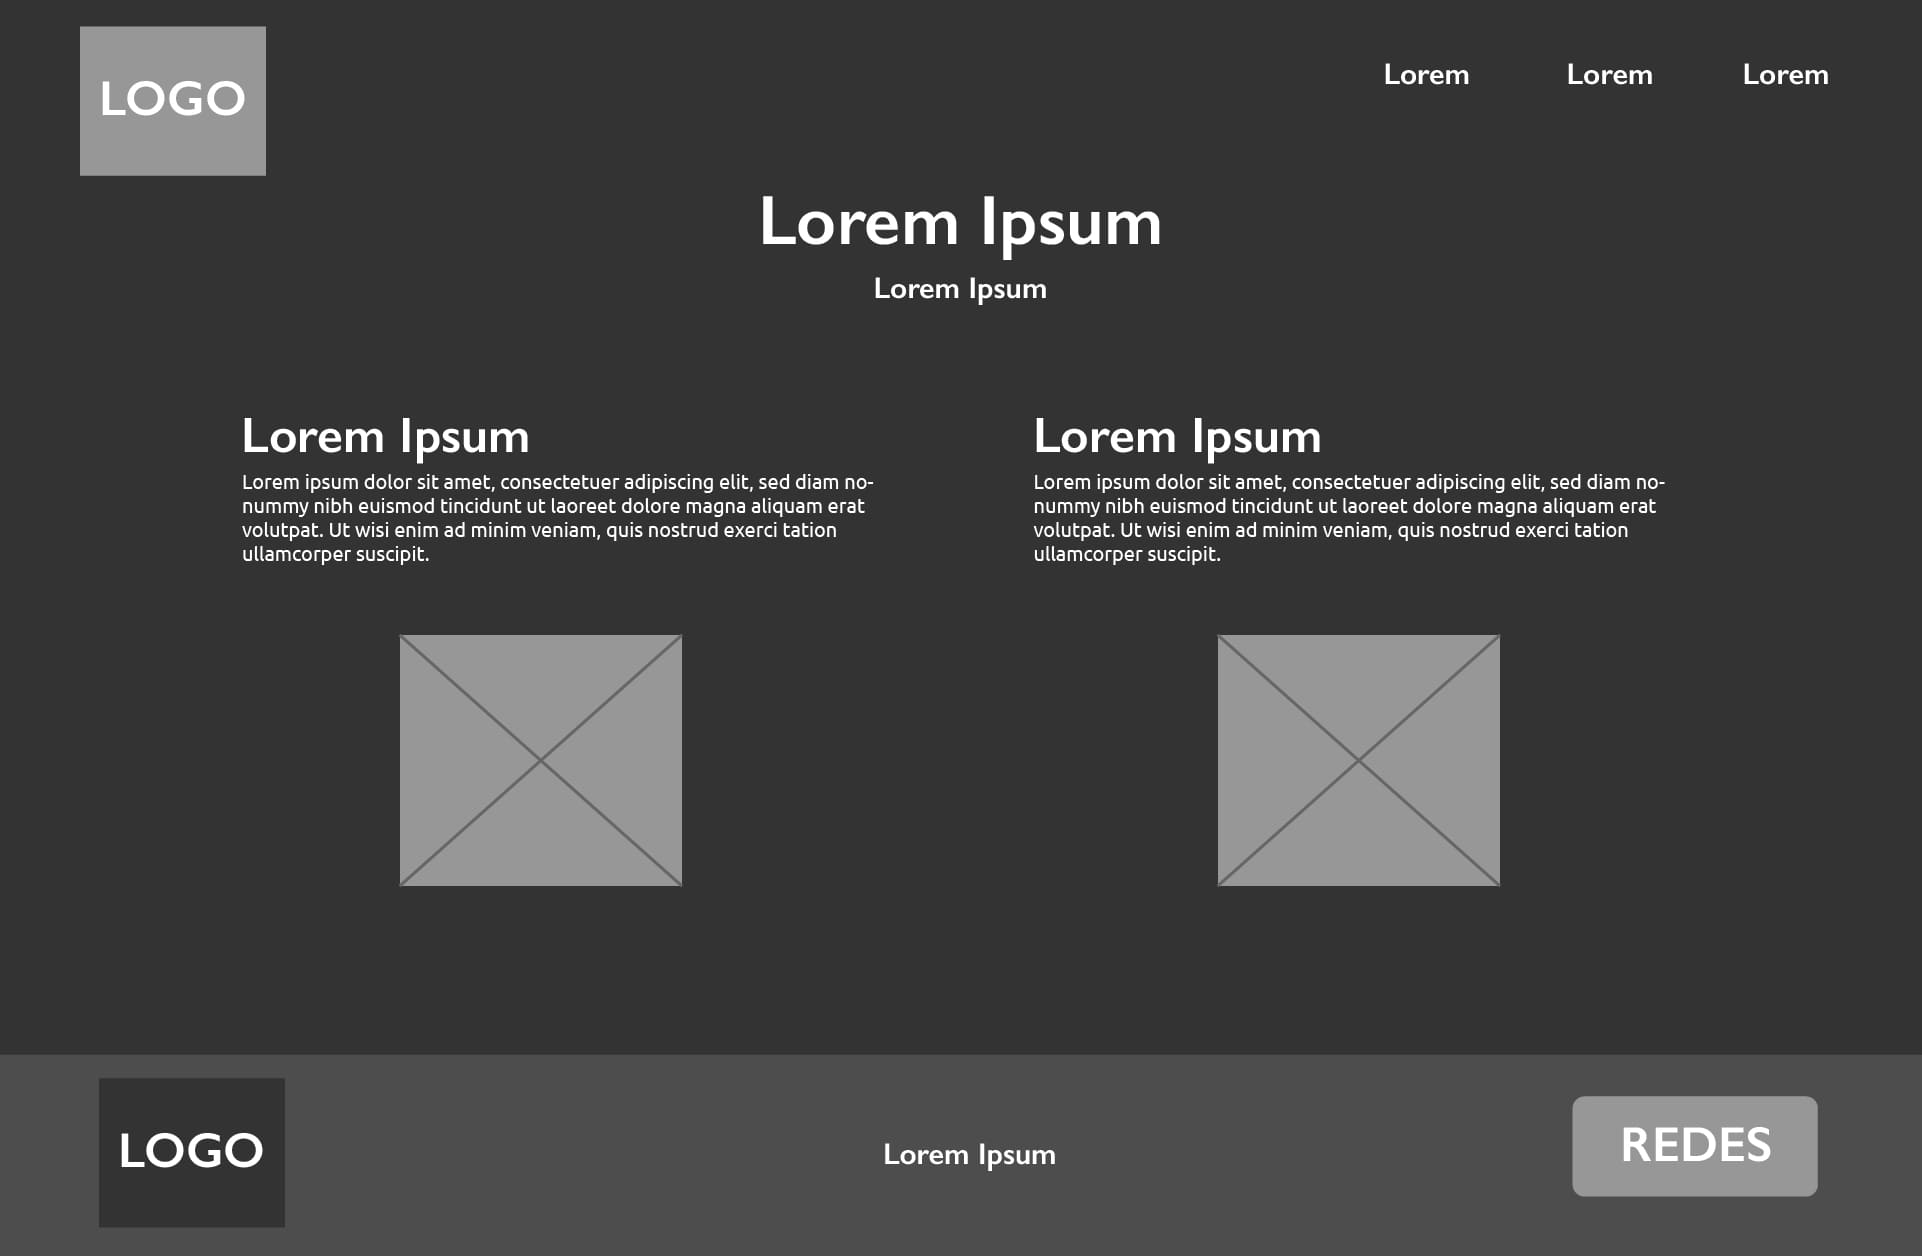 LOGO
Lorem
Lorem
Lorem
Lorem Ipsum
Lorem Ipsum
Lorem Ipsum
Lorem ipsum dolor sit amet, consectetuer adipiscing elit, sed diam no-
nummy nibh euismod tincidunt ut laoreet dolore magna aliquam erat
volutpat. Ut wisi enim ad minim veniam, quis nostrud exerci tation
ullamcorper suscipit.
Lorem Ipsum
Lorem ipsum dolor sit amet, consectetuer adipiscing elit, sed diam no-
nummy nibh euismod tincidunt ut laoreet dolore magna aliquam erat
volutpat. Ut wisi enim ad minim veniam, quis nostrud exerci tation
ullamcorper suscipit.
LOGO
Lorem Ipsum
REDES